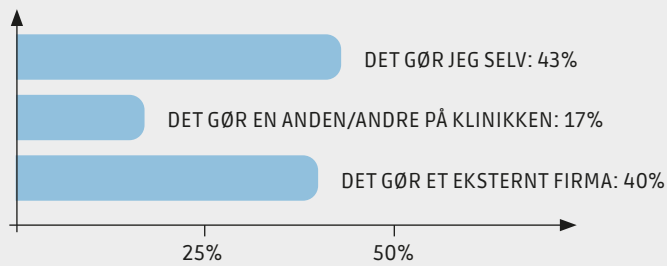 DET GØR JEG SELV: 43%
DET GØR EN ANDEN/ANDRE PÅ KLINIKKEN: 17%
DET GØR ET EKSTERNT FIRMA: 40%
25% 50%